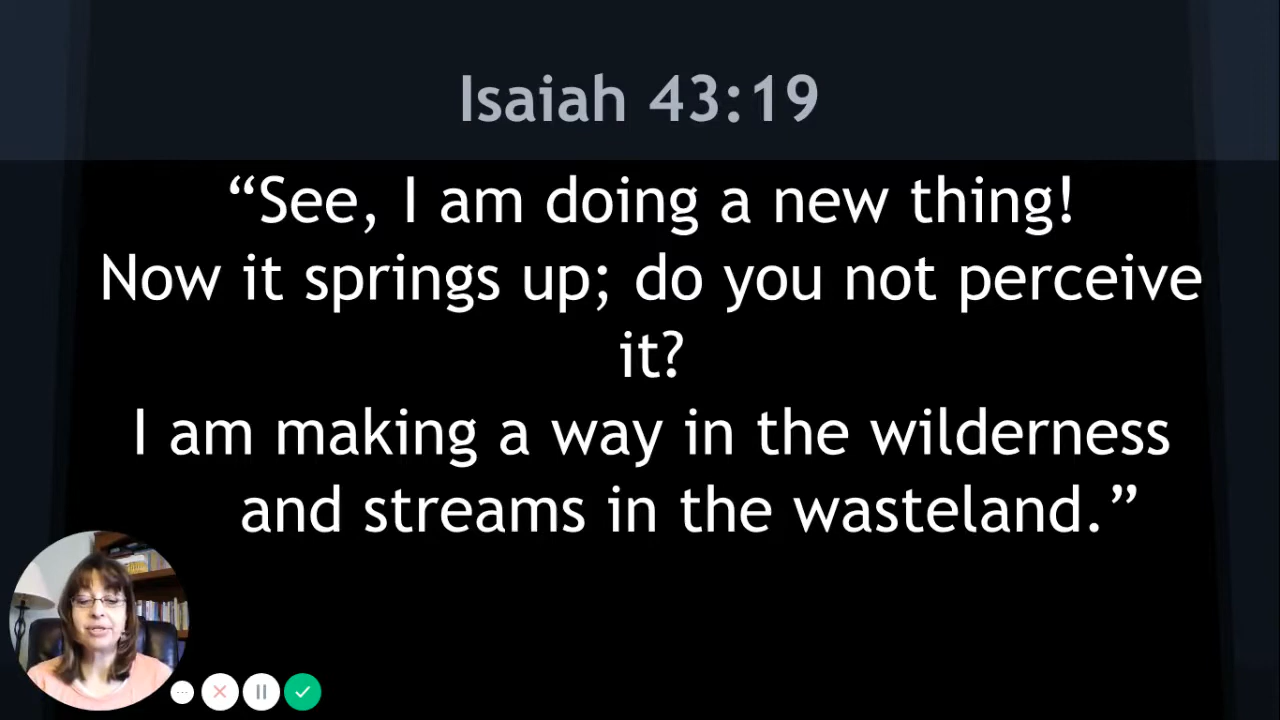 Isaiah 43:19
“See, I am doing a new thing!
Now it springs up; do you not perceive
it?
I am making a way in the wilderness
and streams in the wasteland.”